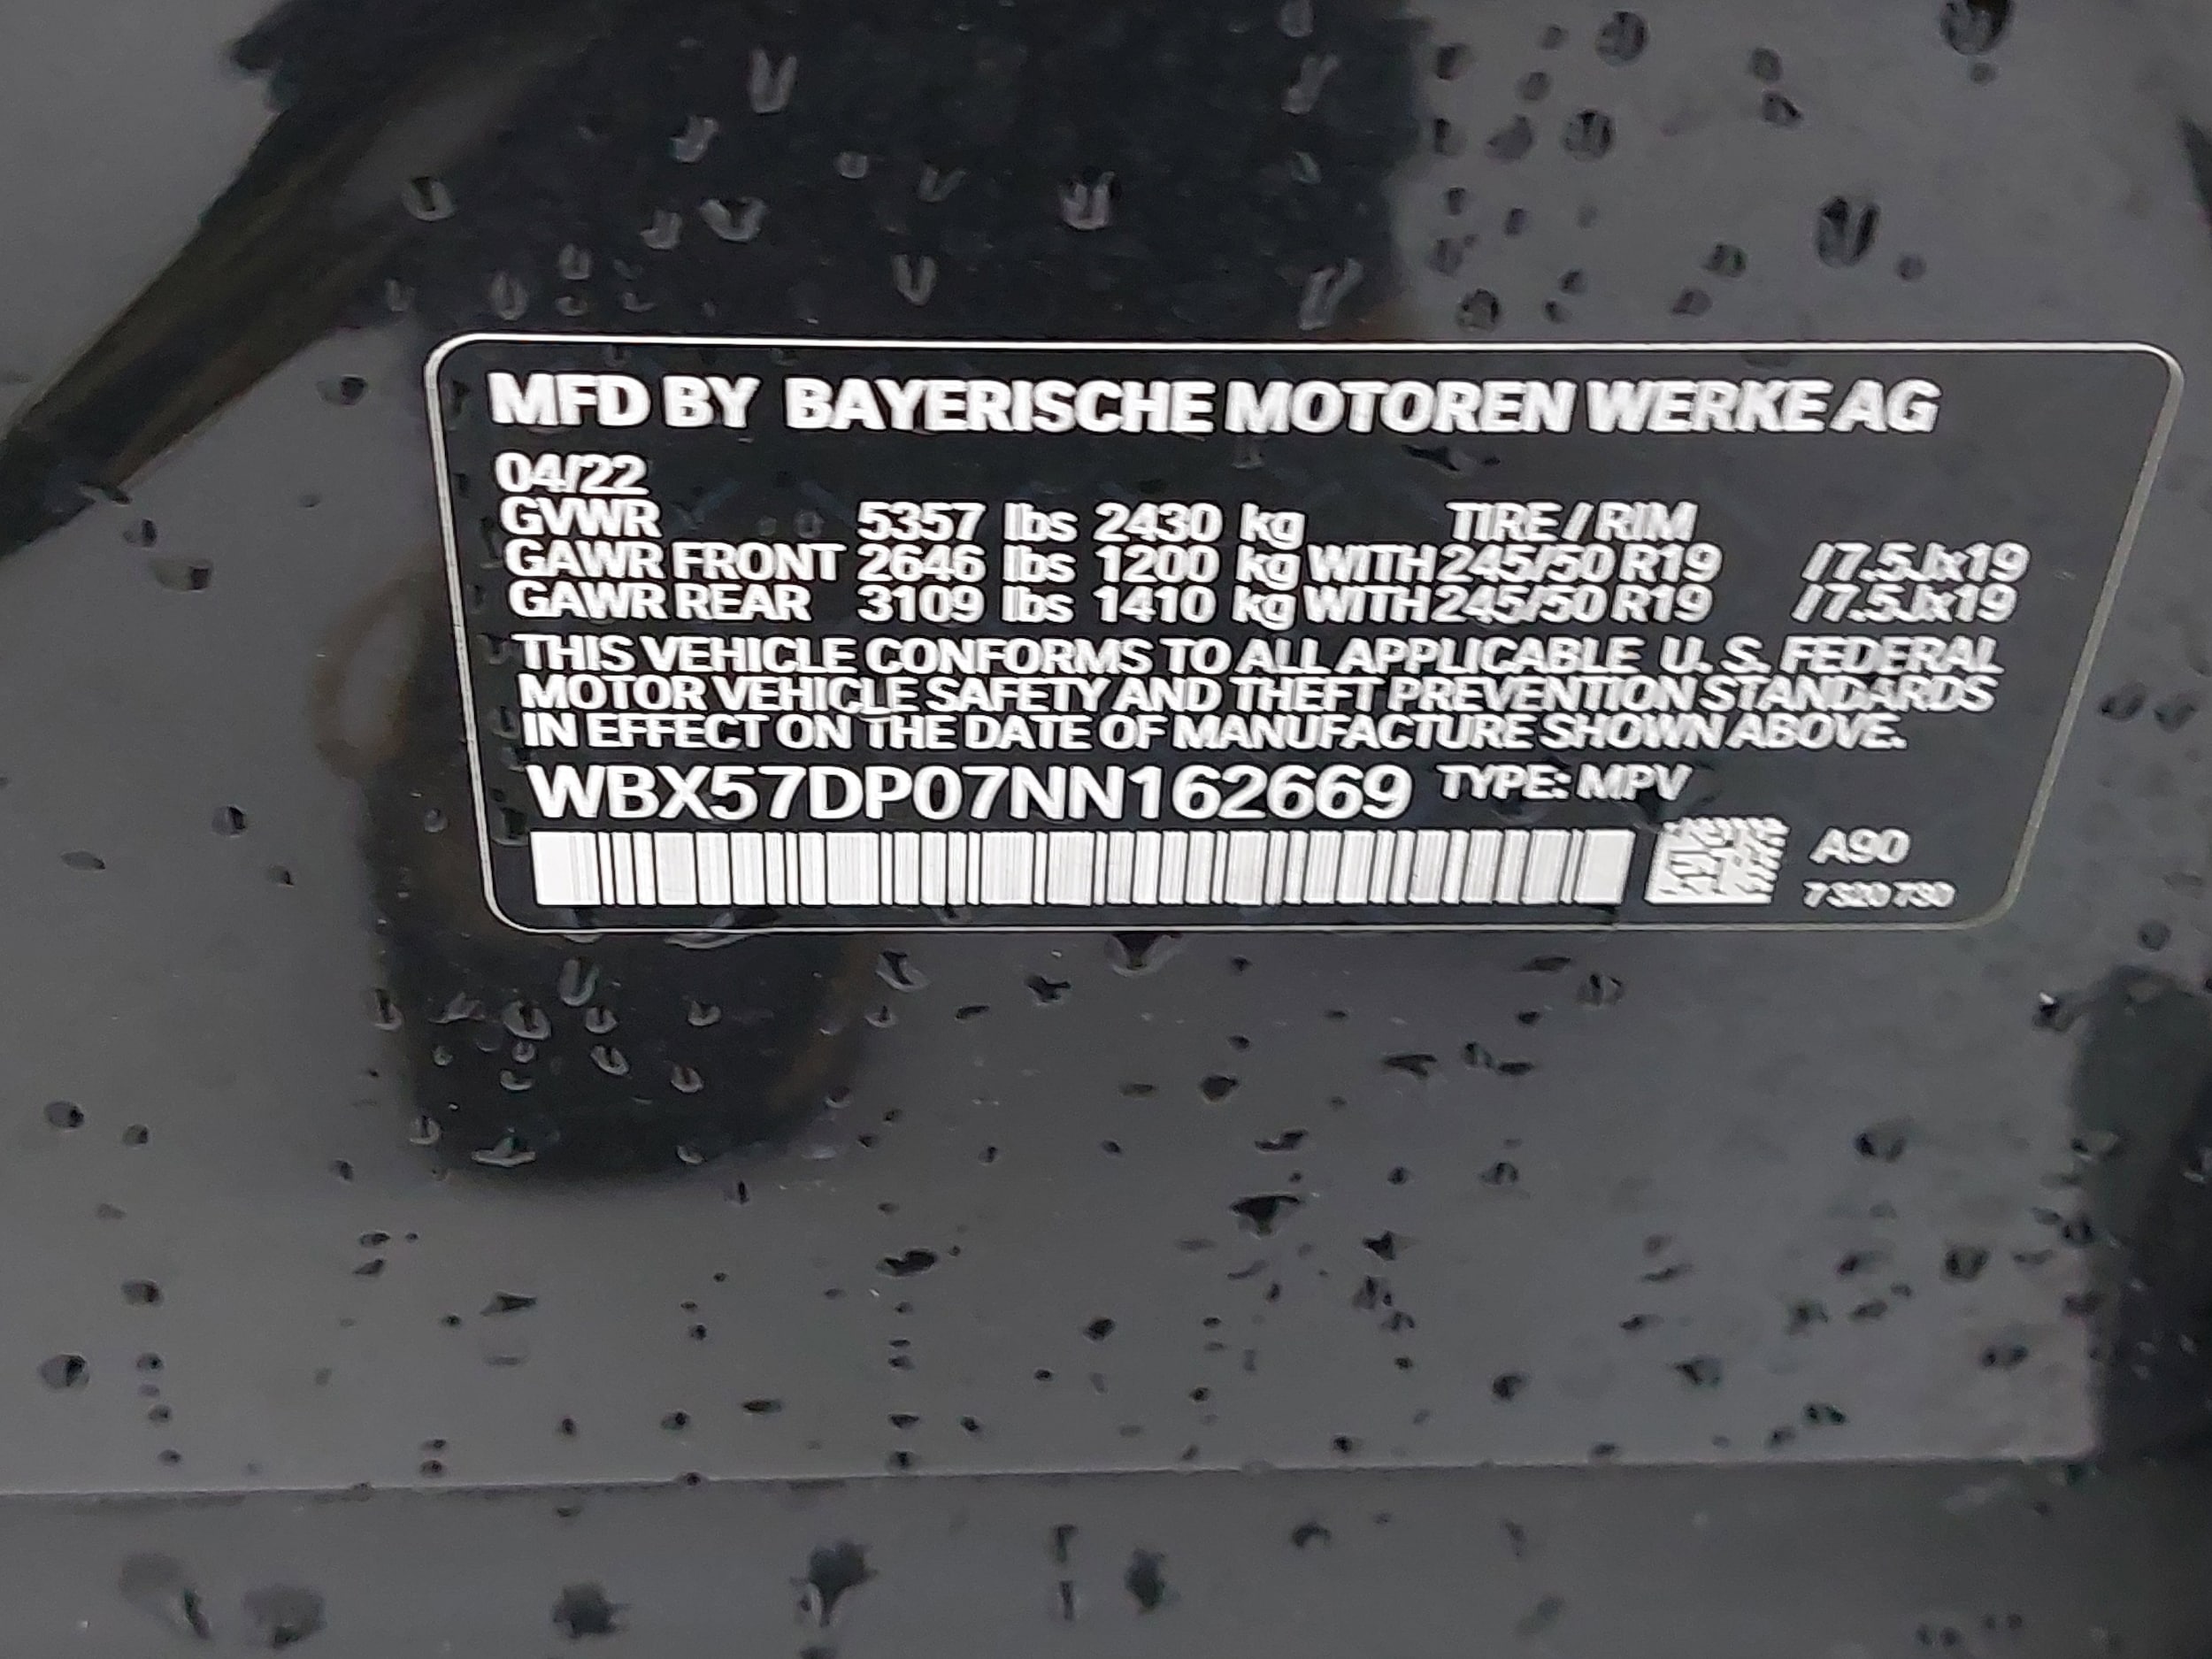 MFD BY BAYERISCHE MOTOREN WERKE AG
04/22
GVWR 5357 lbs 2430 kg TIRE / RIM
GAWR FRONT 2646 lbs 1200 kg WITH 245/50 R19 / 7.5Jx19
GAWR REAR 3109 lbs 1410 kg WITH 245/50 R19 / 7.5Jx19
THIS VEHICLE CONFORMS TO ALL APPLICABLE U.S. FEDERAL
MOTOR VEHICLE SAFETY AND THEFT PREVENTION STANDARDS
IN EFFECT ON THE DATE OF MANUFACTURE SHOWN ABOVE.
WBX57DP07NN162669 TYPE: MPV
A90
7 320 730